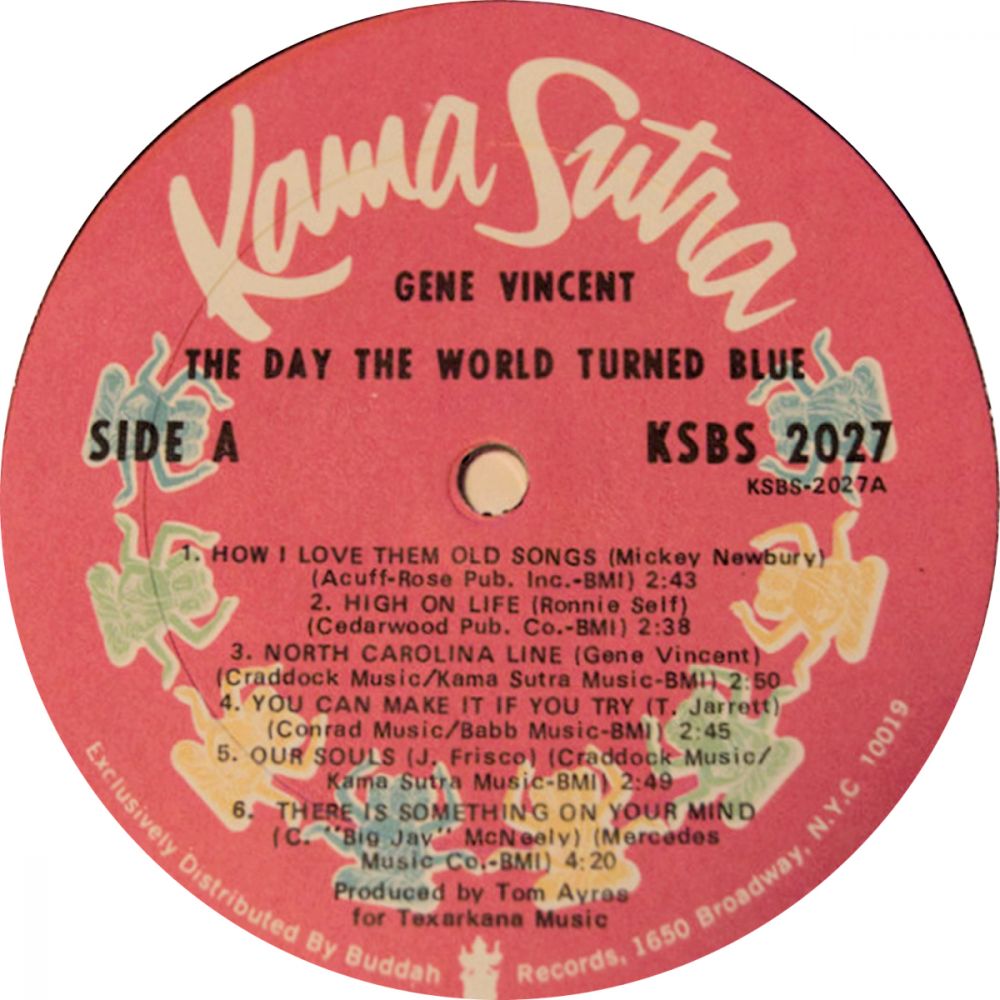 Kama Sutra
GENE VINCENT
THE DAY THE WORLD TURNED BLUE
SIDE A
KSBS 2027
KSBS-2027A
1. HOW I LOVE THEM OLD SONGS (Mickey Newbury)
(Acuff-Rose Pub. Inc.-BMI) 2:43
2. HIGH ON LIFE (Ronnie Self)
(Cedarwood Pub. Co.-BMI) 2:38
3. NORTH CAROLINA LINE (Gene Vincent)
(Craddock Music/Kama Sutra Music-BMI) 2:50
4. YOU CAN MAKE IT IF YOU TRY (T. Jarrett)
(Conrad Music/Babb Music-BMI) 2:45
5. OUR SOULS (J. Frisco) (Craddock Music/
Kama Sutra Music-BMI) 2:49
6. THERE IS SOMETHING ON YOUR MIND
(C. "Big Jay" McNeely) (Mercedes
Music Co.-BMI) 4:20
Produced by Tom Ayres
for Texarkana Music
Exclusively Distributed By Buddah Records, 1650 Broadway, N.Y.C 10019